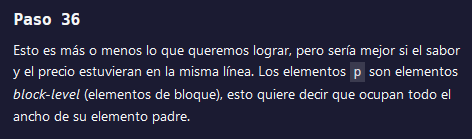 Paso 36
Esto es más o menos lo que queremos lograr, pero sería mejor si el sabor
y el precio estuvieran en la misma línea. Los elementos p son elementos
block-level (elementos de bloque), esto quiere decir que ocupan todo el
ancho de su elemento padre.